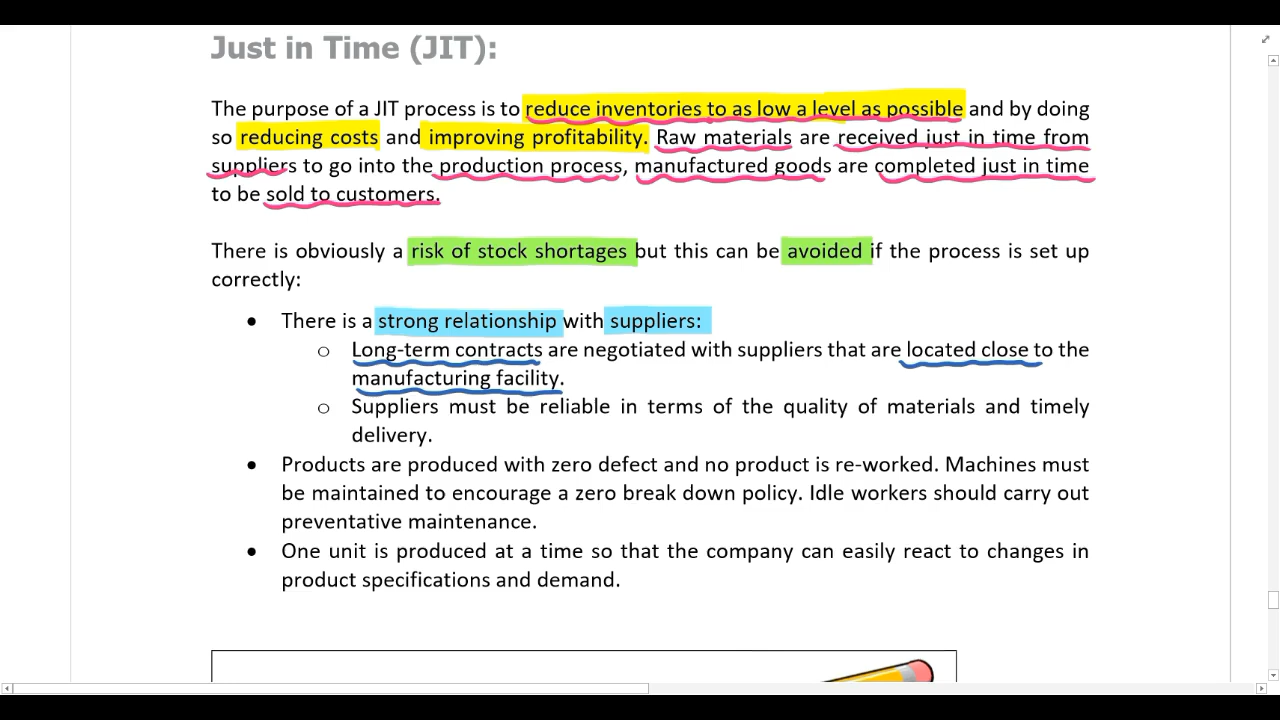 Just in Time (JIT):
The purpose of a JIT process is to reduce inventories to as low a level as possible and by doing
so reducing costs and improving profitability. Raw materials are received just in time from
suppliers to go into the production process, manufactured goods are completed just in time
to be sold to customers.
There is obviously a risk of stock shortages but this can be avoided if the process is set up
correctly:
• There is a strong relationship with suppliers:
o Long-term contracts are negotiated with suppliers that are located close to the
manufacturing facility.
o Suppliers must be reliable in terms of the quality of materials and timely
delivery.
• Products are produced with zero defect and no product is re-worked. Machines must
be maintained to encourage a zero break down policy. Idle workers should carry out
preventative maintenance.
• One unit is produced at a time so that the company can easily react to changes in
product specifications and demand.